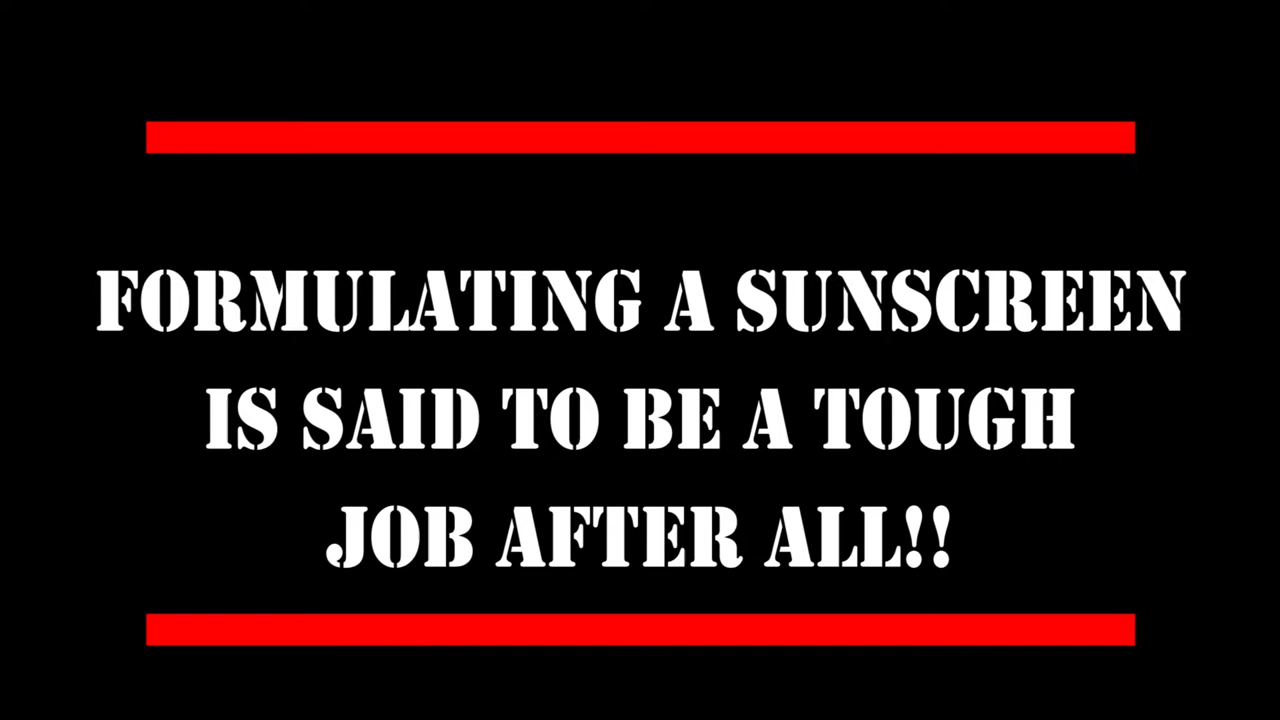 FORMULATING A SUNSCREEN
IS SAID TO BE A TOUGH
JOB AFTER ALL!!